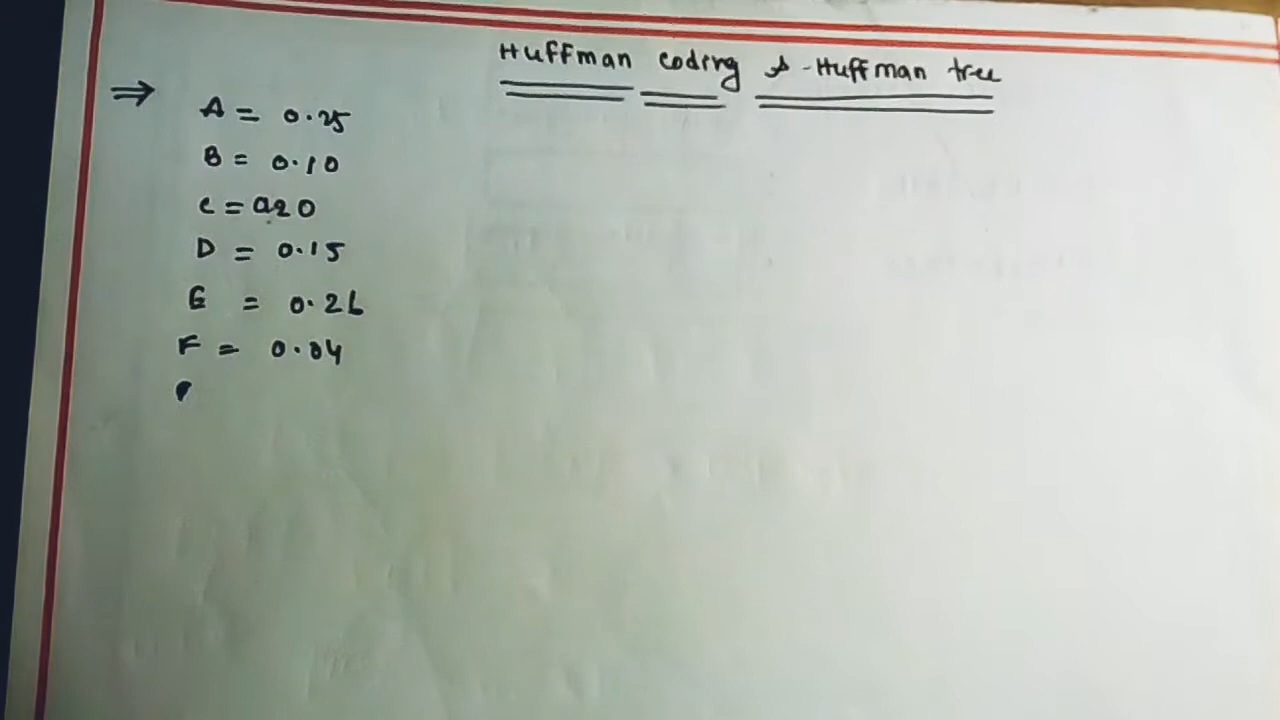 Huffman coding & Huffman tree
⇒ A = 0.25
B = 0.10
C = 0.20
D = 0.15
E = 0.26
F = 0.04